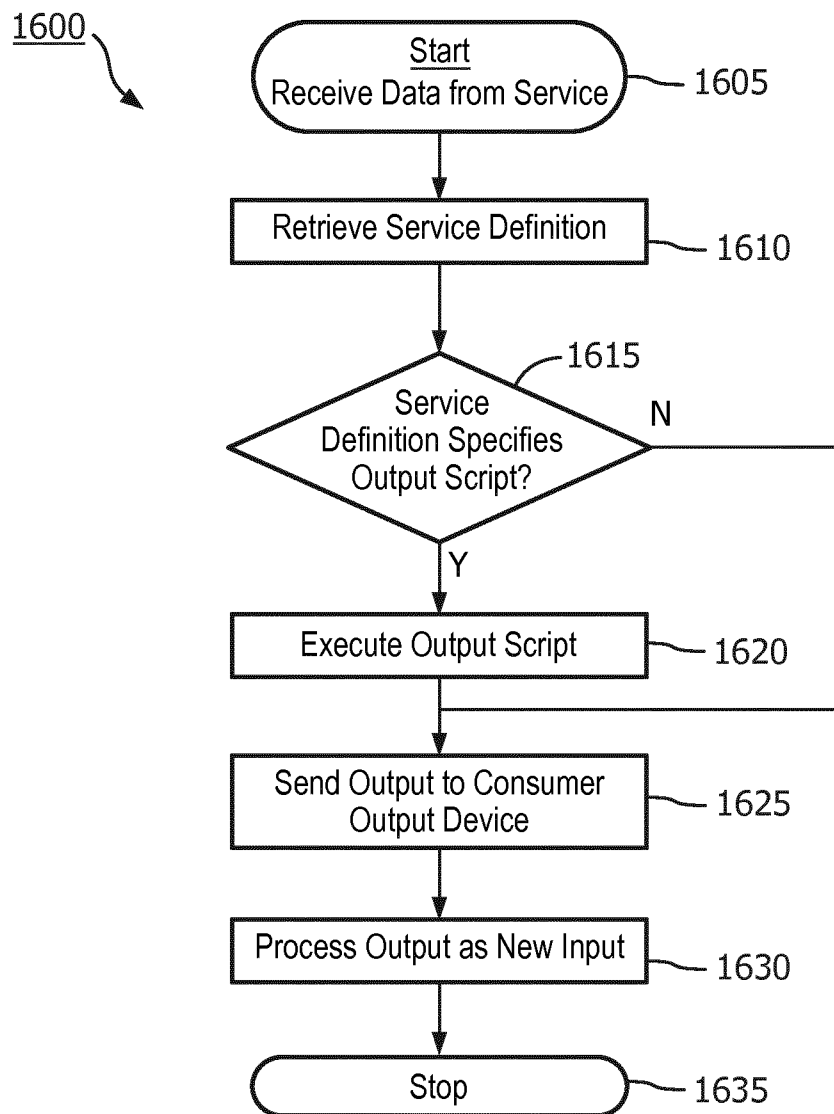 1600
Start
Receive Data from Service
1605
Retrieve Service Definition
1610
1615
Service
Definition Specifies
Output Script?
N
Y
Execute Output Script
1620
Send Output to Consumer
Output Device
1625
Process Output as New Input
1630
Stop
1635